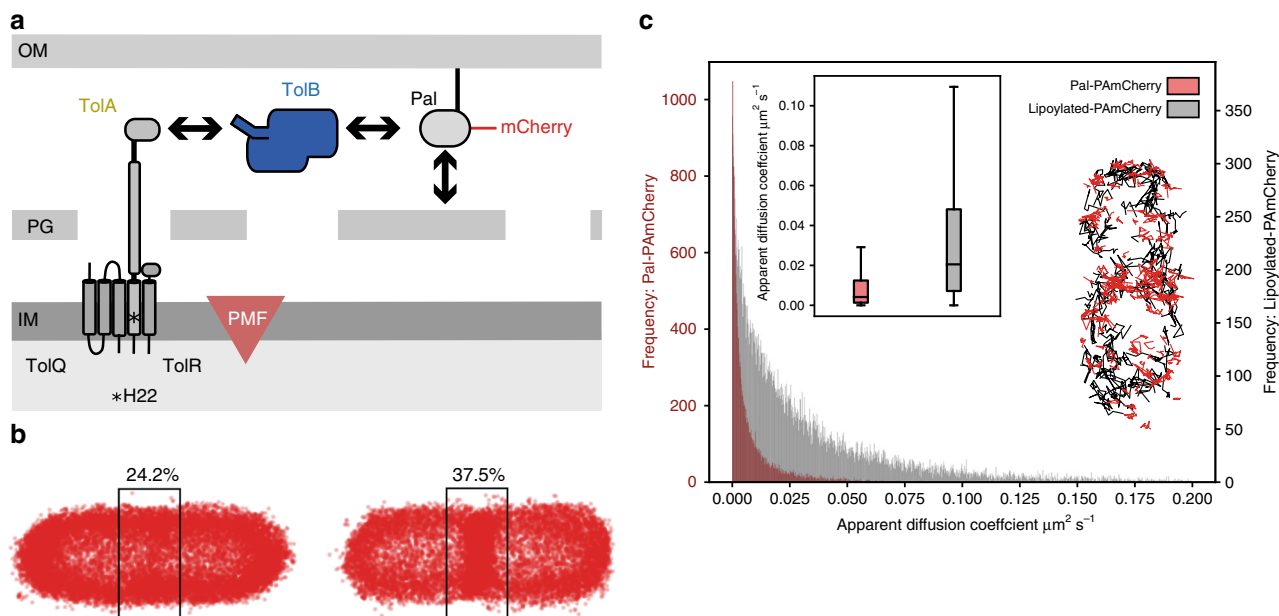 a
OM
TolA
TolB
Pal
mCherry
PG
IM
*
PMF
TolQ
TolR
*H22
b
24.2%
37.5%
c
Frequency: Pal-PAmCherry
1000
800
600
400
200
0
Apparent diffusion coeffcient μm² s⁻¹
0.10
0.08
0.06
0.04
0.02
0.00
Pal-PAmCherry
Lipoylated-PAmCherry
350
300
250
200
150
100
50
0
Frequency: Lipoylated-PAmCherry
0.000 0.025 0.050 0.075 0.100 0.125 0.150 0.175 0.200
Apparent diffusion coeffcient μm² s⁻¹